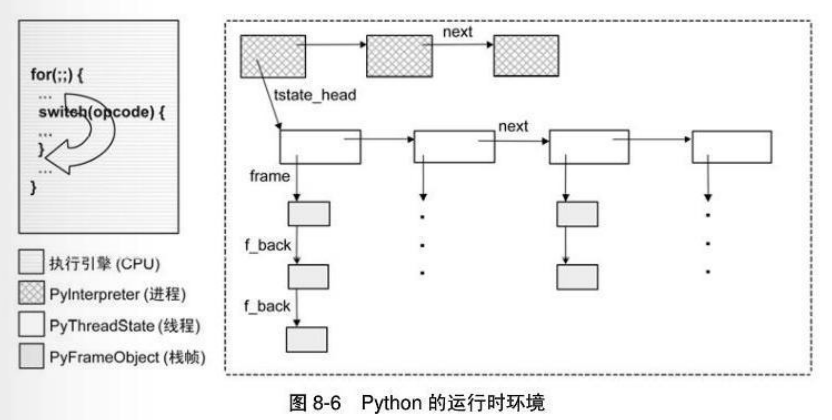 for(;;) {
...
switch(opcode) {
...
}
...
}
执行引擎 (CPU)
PyInterpreter (进程)
PyThreadState (线程)
PyFrameObject (栈帧)
next
tstate_head
next
frame
f_back
f_back
图 8-6 Python 的运行时环境